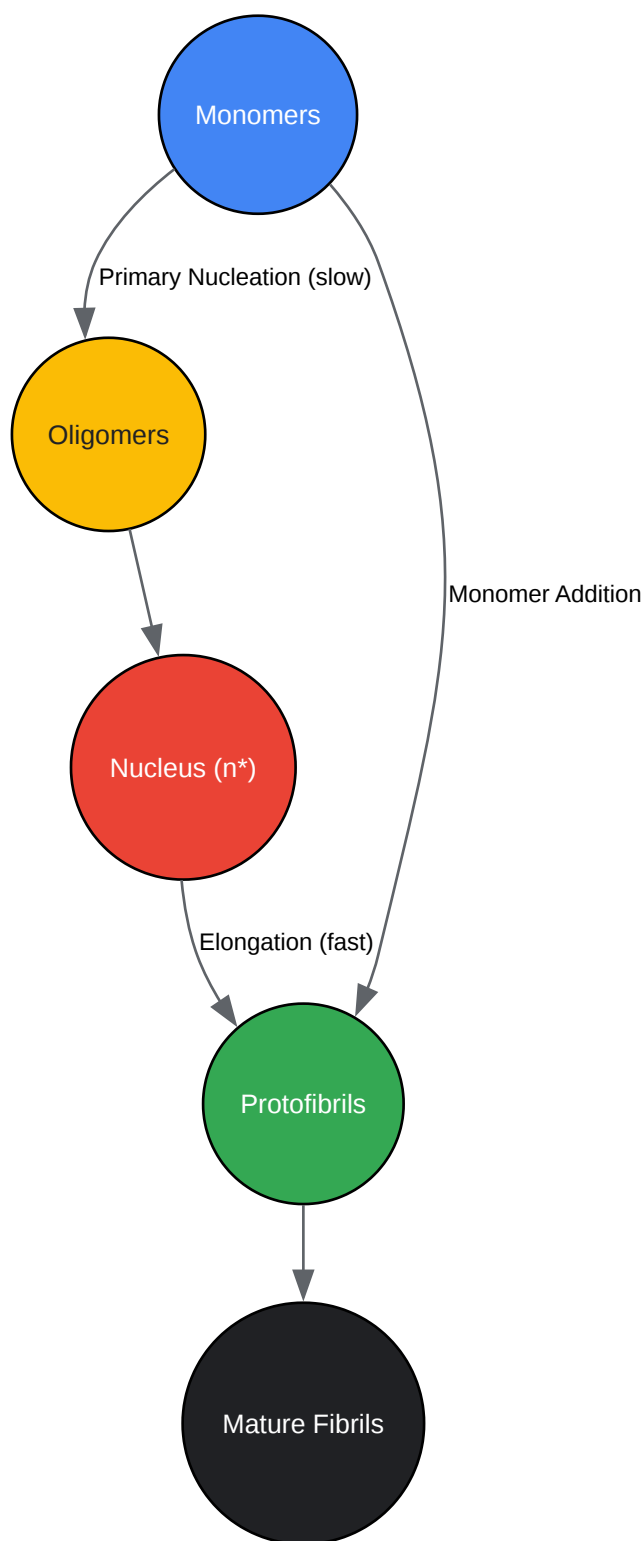 Monomers
Primary Nucleation (slow)
Oligomers
Monomer Addition
Nucleus (n*)
Elongation (fast)
Protofibrils
Mature Fibrils